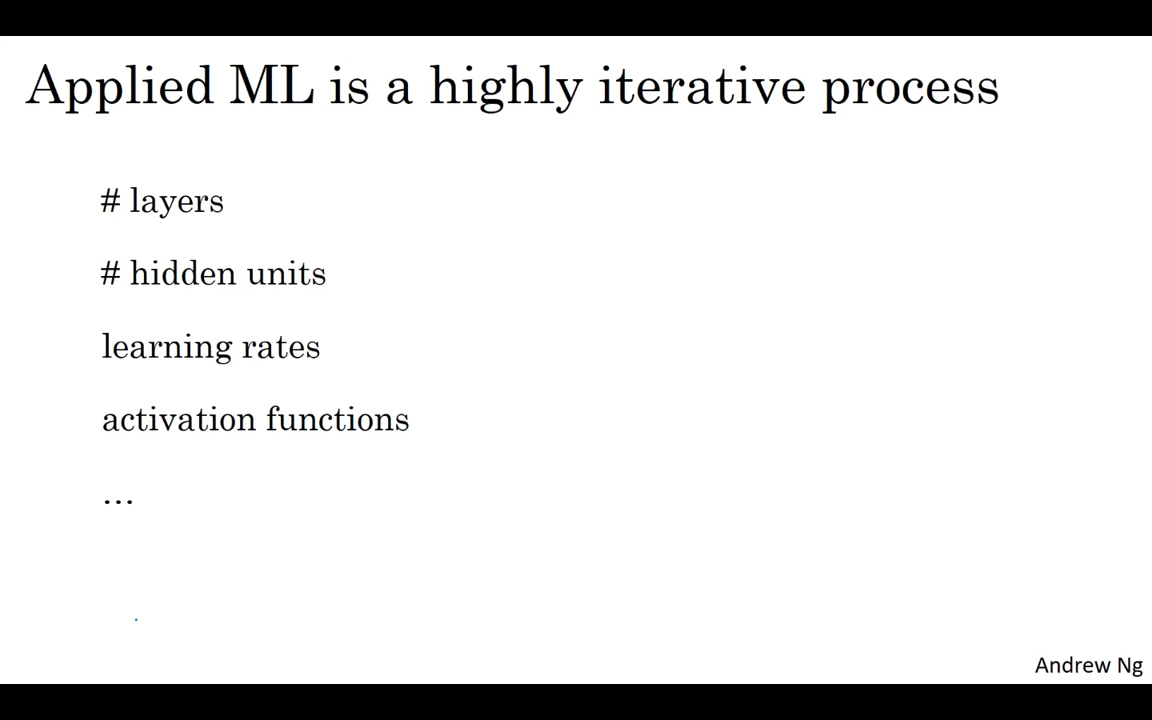 Applied ML is a highly iterative process
# layers
# hidden units
learning rates
activation functions
...
Andrew Ng